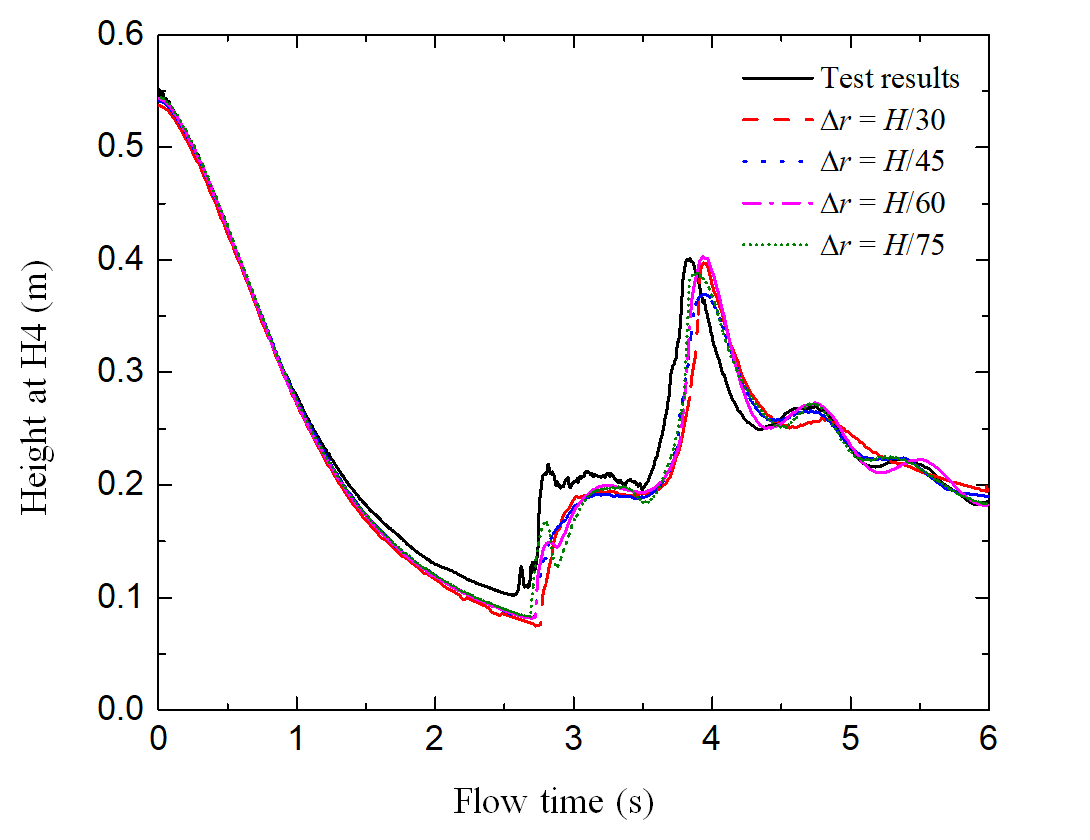 0.6
0.5
0.4
0.3
0.2
0.1
0.0
Height at H4 (m)
Test results
Δr = H/30
Δr = H/45
Δr = H/60
Δr = H/75
0 1 2 3 4 5 6
Flow time (s)